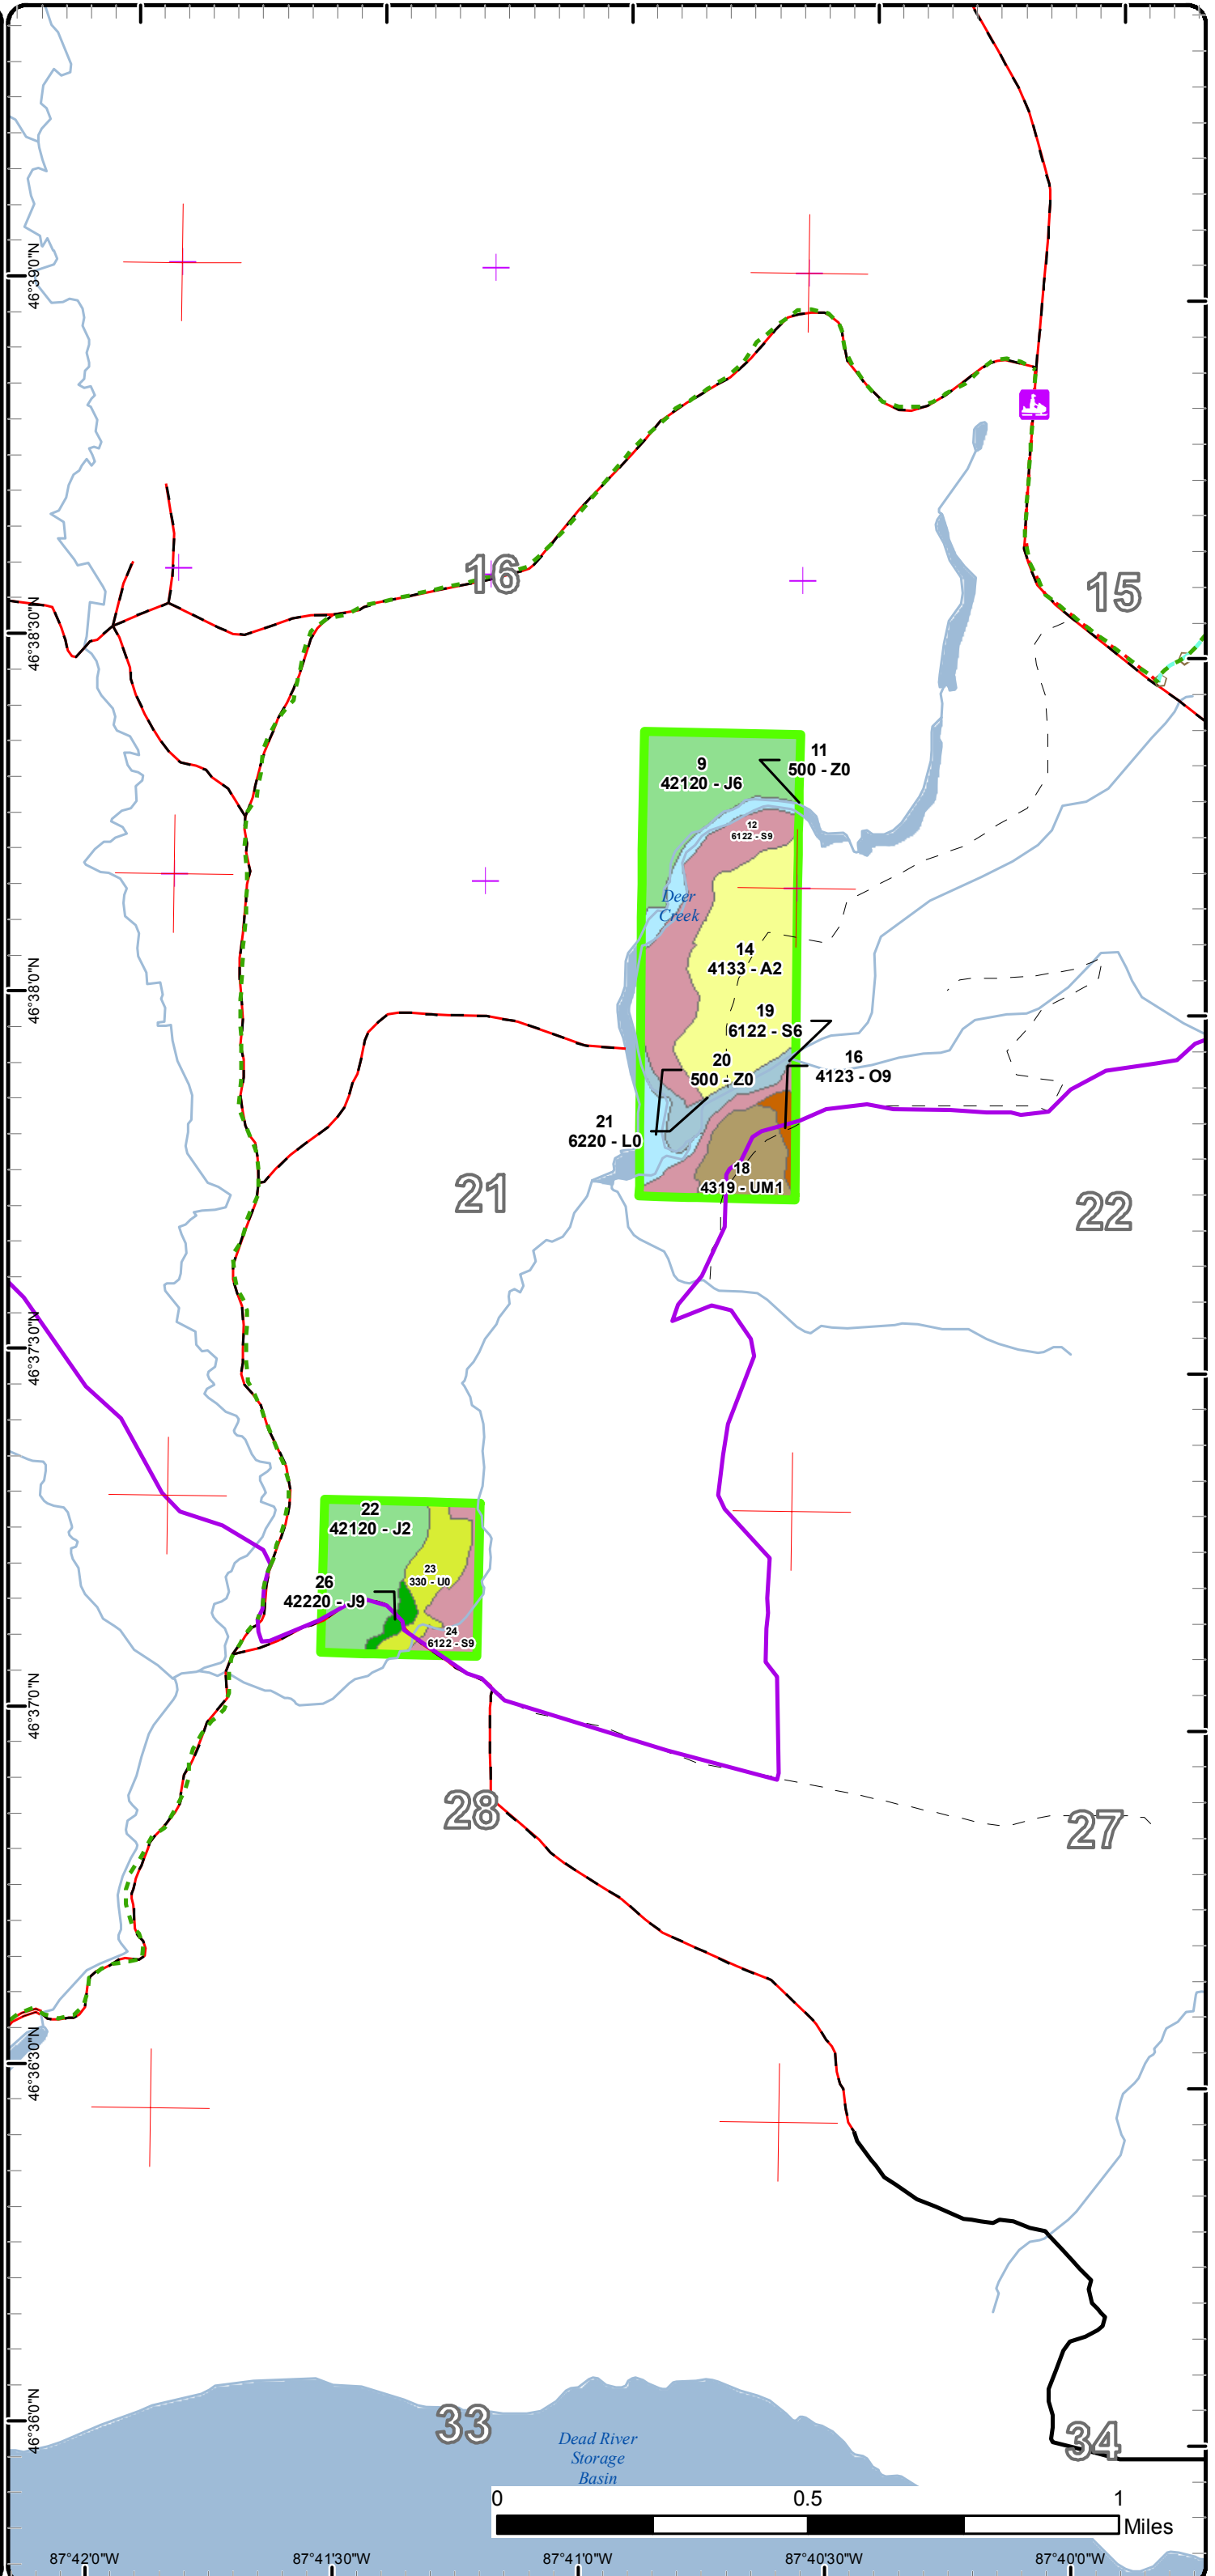 46°39'0"N
16
15
46°38'30"N
11
500 - Z0
9
42120 - J6
12
6122 - S9
Deer
Creek
14
4133 - A2
46°38'0"N
19
6122 - S6
16
4123 - O9
20
500 - Z0
21
6220 - L0
18
4319 - UM1
21
22
46°37'30"N
22
42120 - J2
23
330 - U0
26
42220 - J9
24
6122 - S9
46°37'0"N
28
27
46°36'30"N
46°36'0"N
33
34
Dead River
Storage
Basin
0 0.5 1
Miles
87°42'0"W 87°41'30"W 87°41'0"W 87°40'30"W 87°40'0"W